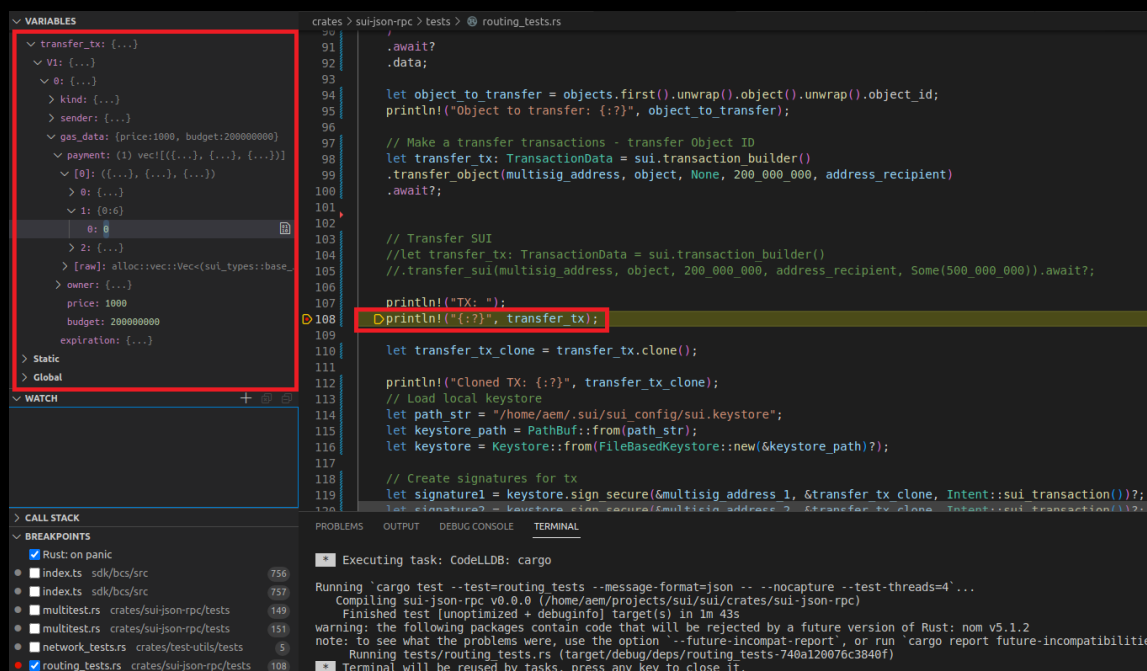 VARIABLES
transfer_tx: {...}
V1: {...}
0: {...}
kind: {...}
sender: {...}
gas_data: {price:1000, budget:200000000}
payment: (1) vec![({...}, {...}, {...})]
[0]: ({...}, {...}, {...})
0: {...}
1: {0:6}
0: 0
2: {...}
[raw]: alloc::vec::Vec<(sui_types::base_
owner: {...}
price: 1000
budget: 200000000
expiration: {...}
Static
Global
WATCH
CALL STACK
BREAKPOINTS
Rust: on panic
index.ts sdk/bcs/src 756
index.ts sdk/bcs/src 757
multitest.rs crates/sui-json-rpc/tests 149
multitest.rs crates/sui-json-rpc/tests 151
network_tests.rs crates/test-utils/tests 5
routing_tests.rs crates/sui-json-rpc/tests 108
crates > sui-json-rpc > tests > routing_tests.rs
90 )
91 .await?
92 .data;
93
94 let object_to_transfer = objects.first().unwrap().object().unwrap().object_id;
95 println!("Object to transfer: {:?}", object_to_transfer);
96
97 // Make a transfer transactions - transfer Object ID
98 let transfer_tx: TransactionData = sui.transaction_builder()
99 .transfer_object(multisig_address, object, None, 200_000_000, address_recipient)
100 .await?;
101
102
103 // Transfer SUI
104 //let transfer_tx: TransactionData = sui.transaction_builder()
105 //.transfer_sui(multisig_address, object, 200_000_000, address_recipient, Some(500_000_000)).await?;
106
107 println!("TX: ");
108 println!("{:?}", transfer_tx);
109
110 let transfer_tx_clone = transfer_tx.clone();
111
112 println!("Cloned TX: {:?}", transfer_tx_clone);
113 // Load local keystore
114 let path_str = "/home/aem/.sui/sui_config/sui.keystore";
115 let keystore_path = PathBuf::from(path_str);
116 let keystore = Keystore::from(FileBasedKeystore::new(&keystore_path)?);
117
118 // Create signatures for tx
119 let signature1 = keystore.sign_secure(&multisig_address_1, &transfer_tx_clone, Intent::sui_transaction())?;
120 let signature2 = keystore.sign_secure(&multisig_address_2, &transfer_tx_clone, Intent::sui_transaction())?;
PROBLEMS OUTPUT DEBUG CONSOLE TERMINAL
* Executing task: CodeLLDB: cargo
Running `cargo test --test=routing_tests --message-format=json -- --nocapture --test-threads=4`...
Compiling sui-json-rpc v0.0.0 (/home/aem/projects/sui/sui/crates/sui-json-rpc)
Finished test [unoptimized + debuginfo] target(s) in 1m 43s
warning: the following packages contain code that will be rejected by a future version of Rust: nom v5.1.2
note: to see what the problems were, use the option `--future-incompat-report`, or run `cargo report future-incompatibilitie
Running tests/routing_tests.rs (target/debug/deps/routing_tests-740a120076c3840f)
* Terminal will be reused by tasks, press any key to close it.